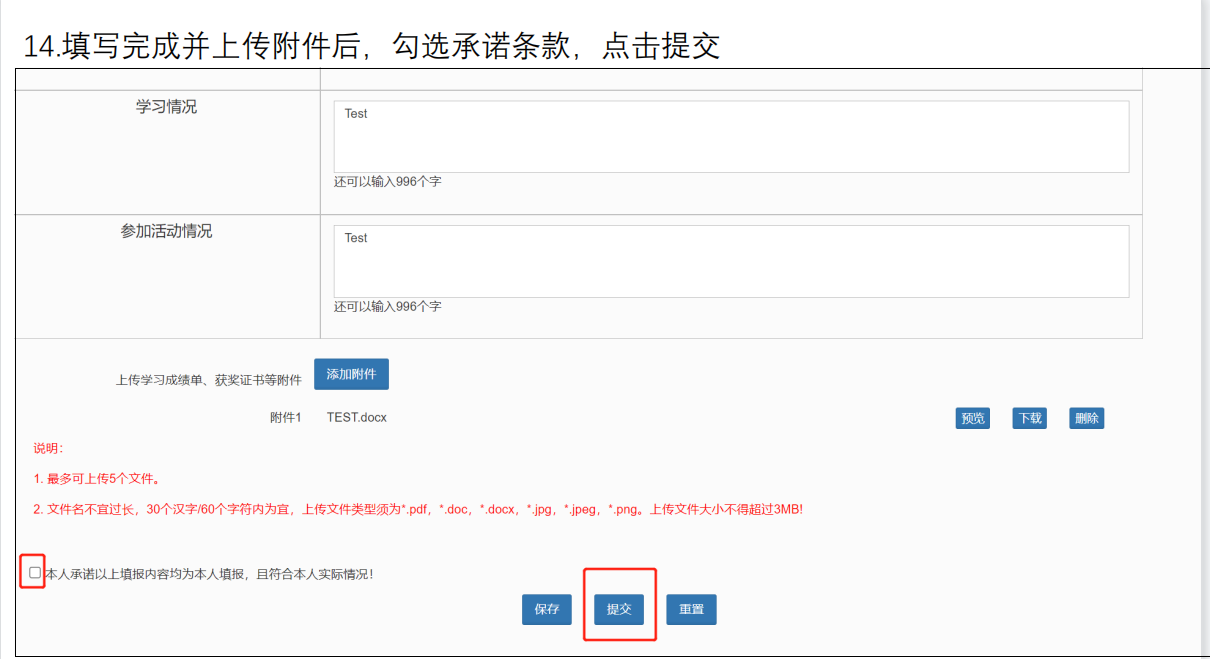 14.填写完成并上传附件后，勾选承诺条款，点击提交
学习情况
Test
还可以输入996个字
参加活动情况
Test
还可以输入996个字
上传学习成绩单、获奖证书等附件 添加附件
附件1 TEST.docx 预览 下载 删除
说明：
1. 最多可上传5个文件。
2. 文件名不宜过长，30个汉字/60个字符内为宜，上传文件类型须为*.pdf，*.doc，*.docx，*.jpg，*.jpeg，*.png。上传文件大小不得超过3MB!
本人承诺以上填报内容均为本人填报，且符合本人实际情况！
保存 提交 重置